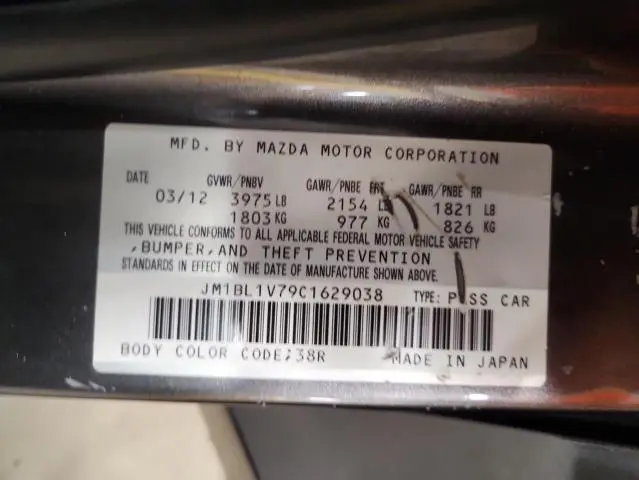 MFD. BY MAZDA MOTOR CORPORATION
DATE GVWR/PNBV GAWR/PNBE FRT GAWR/PNBE RR
03/12 3975 LB 2154 LB 1821 LB
1803 KG 977 KG 826 KG
THIS VEHICLE CONFORMS TO ALL APPLICABLE FEDERAL MOTOR VEHICLE SAFETY
,BUMPER,AND THEFT PREVENTION
STANDARDS IN EFFECT ON THE DATE OF MANUFACTURE SHOWN ABOVE.
JM1BL1V79C1629038 TYPE: PASS CAR
BODY COLOR CODE;38R MADE IN JAPAN